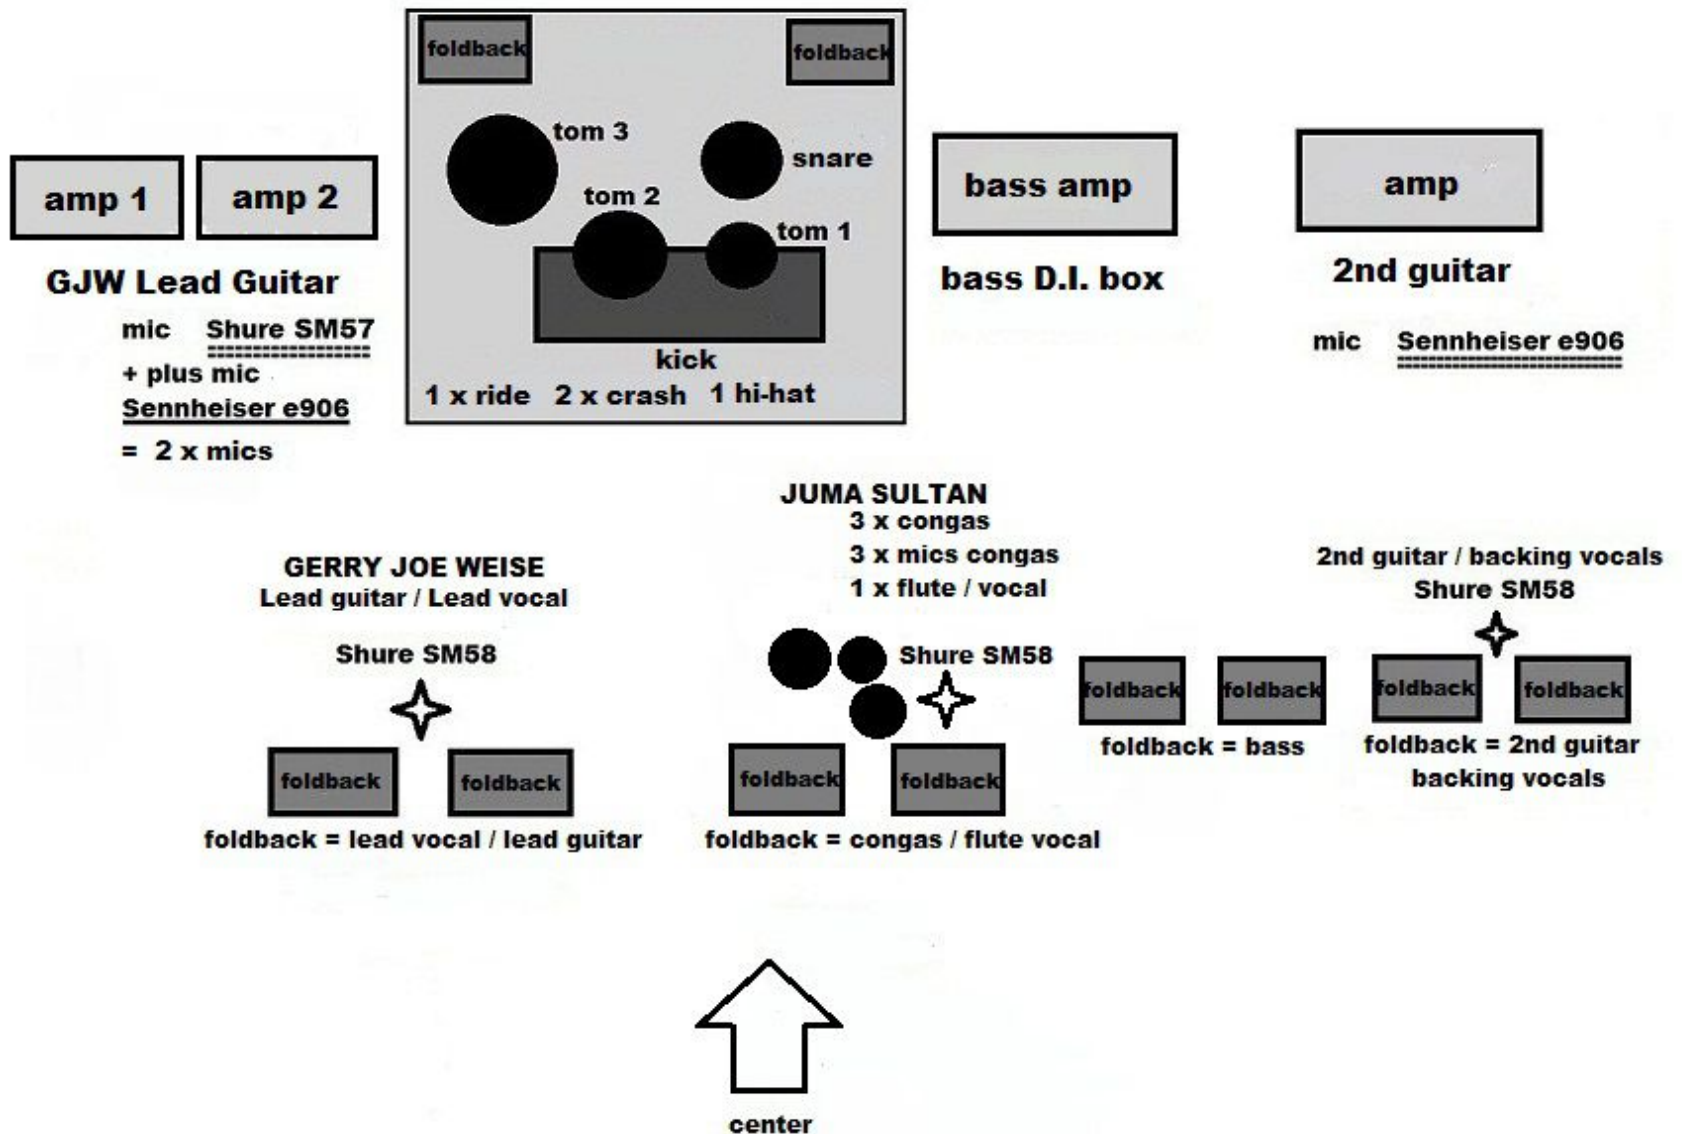 foldback
foldback
tom 3
snare
tom 2
tom 1
kick
1 x ride 2 x crash 1 hi-hat
amp 1
amp 2
GJW Lead Guitar
mic Shure SM57
+ plus mic
Sennheiser e906
= 2 x mics
bass amp
bass D.I. box
amp
2nd guitar
mic Sennheiser e906
GERRY JOE WEISE
Lead guitar / Lead vocal
Shure SM58
foldback
foldback
foldback = lead vocal / lead guitar
JUMA SULTAN
3 x congas
3 x mics congas
1 x flute / vocal
Shure SM58
foldback
foldback
foldback = congas / flute vocal
foldback
foldback
foldback = bass
2nd guitar / backing vocals
Shure SM58
foldback
foldback
foldback = 2nd guitar
backing vocals
center